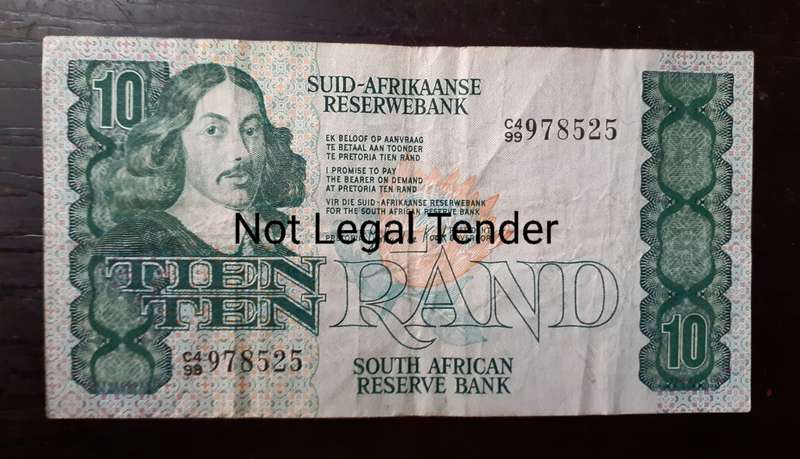 10
SUID-AFRIKAANSE
RESERWEBANK
C4
99 978525
EK BELOOF OP AANVRAAG
TE BETAAL AAN TOONDER
TE PRETORIA TIEN RAND
I PROMISE TO PAY
THE BEARER ON DEMAND
AT PRETORIA TEN RAND
VIR DIE SUID-AFRIKAANSE RESERWEBANK
FOR THE SOUTH AFRICAN RESERVE BANK
Not Legal Tender
TIEN
TEN RAND
10
C4
99 978525
SOUTH AFRICAN
RESERVE BANK